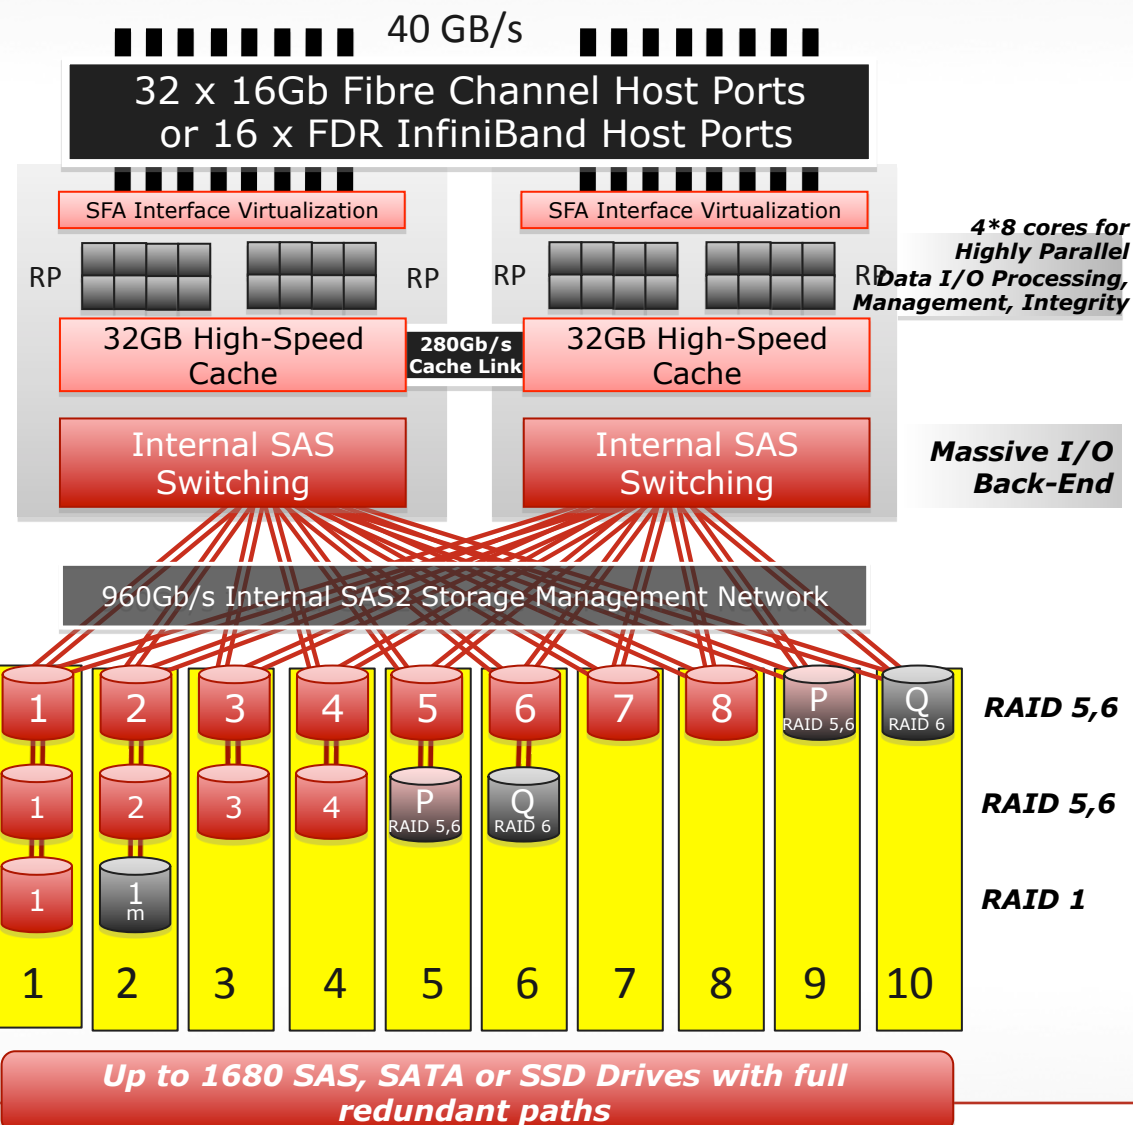 40 GB/s
32 x 16Gb Fibre Channel Host Ports
or 16 x FDR InfiniBand Host Ports
SFA Interface Virtualization
SFA Interface Virtualization
4*8 cores for
Highly Parallel
Data I/O Processing,
Management, Integrity
RP
RP
RP
RP
32GB High-Speed
Cache
280Gb/s
Cache Link
32GB High-Speed
Cache
Internal SAS
Switching
Internal SAS
Switching
Massive I/O
Back-End
960Gb/s Internal SAS2 Storage Management Network
1 2 3 4 5 6 7 8 P Q
RAID 5,6 RAID 6
RAID 5,6
1 2 3 4 P Q
RAID 5,6 RAID 6
RAID 5,6
1 1
m
RAID 1
1 2 3 4 5 6 7 8 9 10
Up to 1680 SAS, SATA or SSD Drives with full
redundant paths